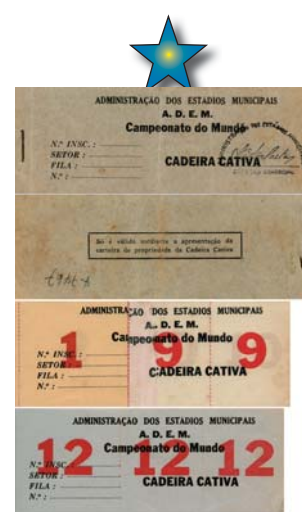 ADMINISTRAÇÃO DOS ESTADIOS MUNICIPAIS
A. D. E. M.
Campeonato do Mundo
N.º INSC. :
SETOR :
FILA :
N.º :
CADEIRA CATIVA
Só é válido mediante a apresentação da
carteira de propriedade da Cadeira Cativa
ADMINISTRAÇÃO DOS ESTADIOS MUNICIPAIS
A. D. E. M.
Campeonato do Mundo
1 9 9
N.º INSC. :
SETOR :
FILA :
N.º :
CADEIRA CATIVA
ADMINISTRAÇÃO DOS ESTADIOS MUNICIPAIS
A. D. E. M.
Campeonato do Mundo
12 12 12
N.º INSC. :
SETOR :
FILA :
N.º :
CADEIRA CATIVA